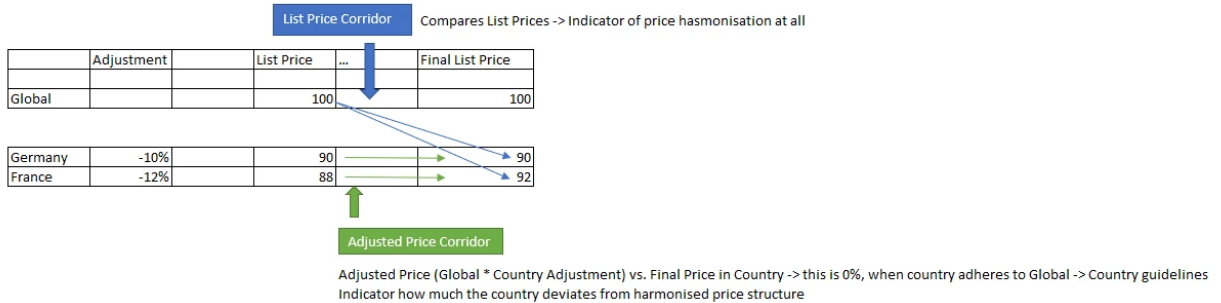 List Price Corridor Compares List Prices -> Indicator of price hasmonisation at all
Adjustment List Price ... Final List Price
Global 100 100
Germany -10% 90 90
France -12% 88 92
Adjusted Price Corridor
Adjusted Price (Global * Country Adjustment) vs. Final Price in Country -> this is 0%, when country adheres to Global -> Country guidelines
Indicator how much the country deviates from harmonised price structure